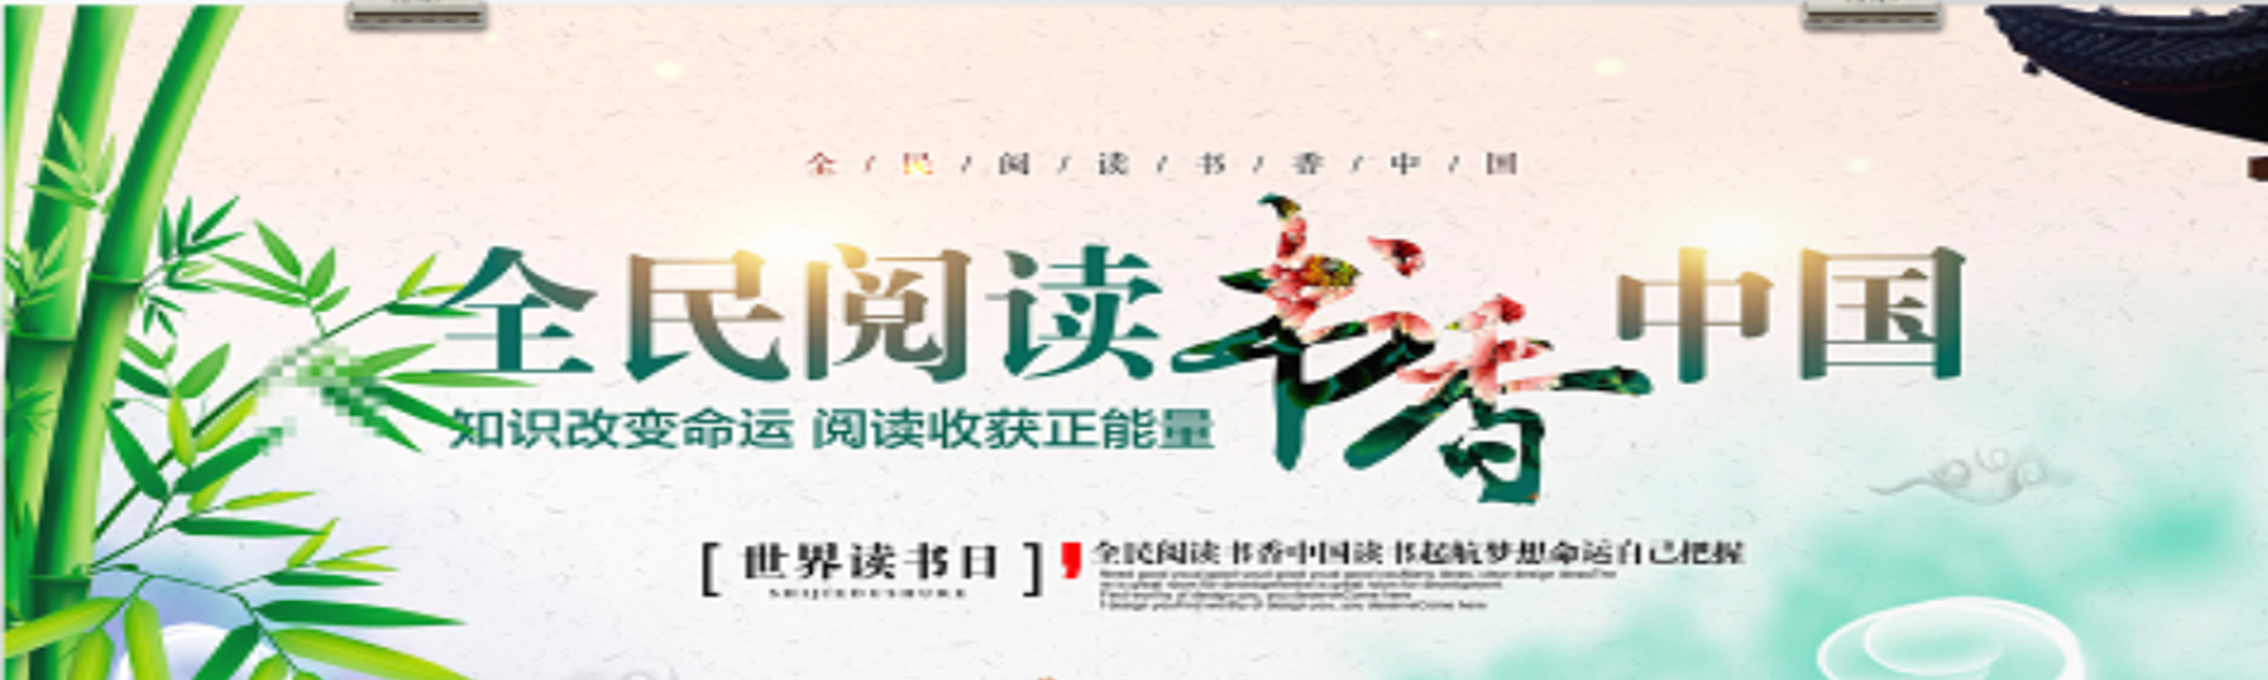 全/民/阅/读/书/香/中/国
全民阅读书香中国
知识改变命运 阅读收获正能量
[世界读书日]
全民阅读书香中国读书起航梦想命运自己把握